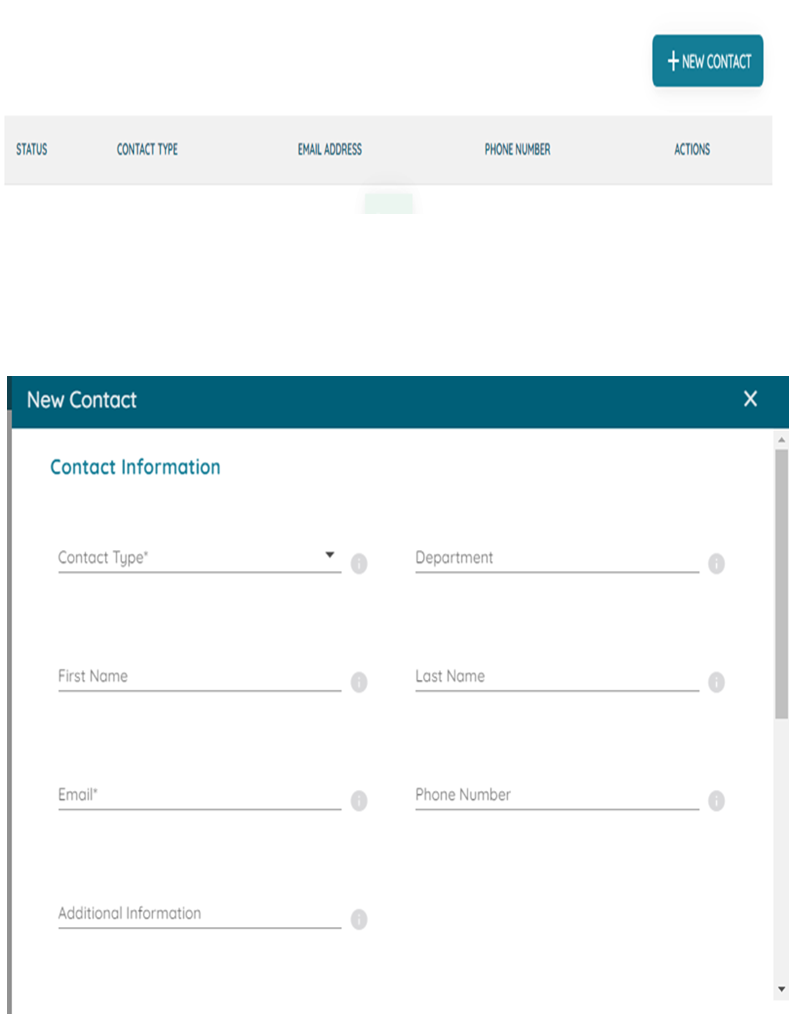 + NEW CONTACT
STATUS CONTACT TYPE EMAIL ADDRESS PHONE NUMBER ACTIONS
New Contact X
Contact Information
Contact Type* Department
First Name Last Name
Email* Phone Number
Additional Information